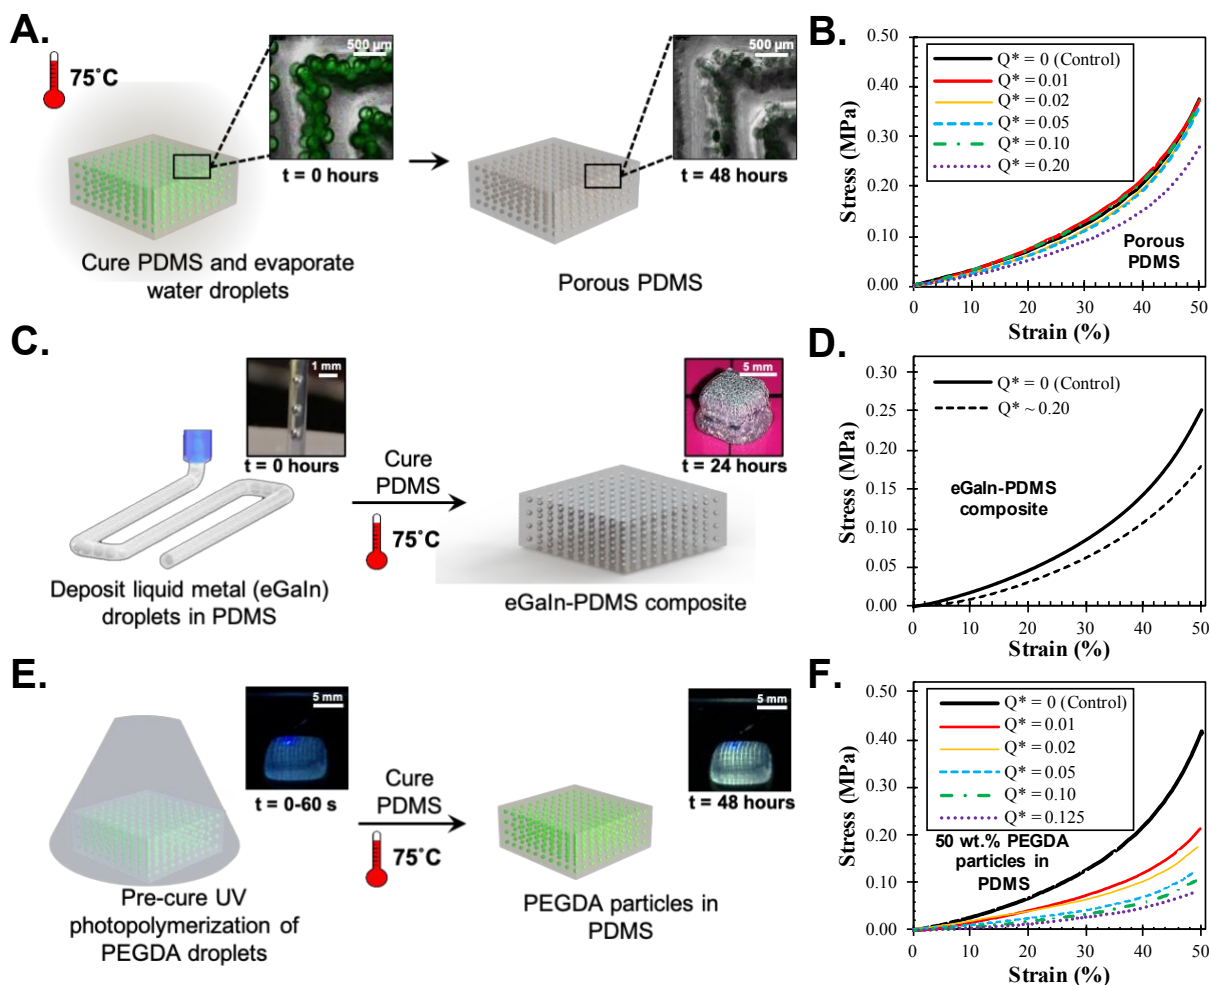 A.
75˚C
500 µm
t = 0 hours
500 µm
t = 48 hours
Cure PDMS and evaporate
water droplets
Porous PDMS
B.
Stress (MPa)
0.50
0.40
0.30
0.20
0.10
0.00
Q* = 0 (Control)
Q* = 0.01
Q* = 0.02
Q* = 0.05
Q* = 0.10
Q* = 0.20
Porous
PDMS
0 10 20 30 40 50
Strain (%)
C.
1 mm
t = 0 hours
Cure
PDMS
75˚C
5 mm
t = 24 hours
Deposit liquid metal (eGaIn)
droplets in PDMS
eGaIn-PDMS composite
D.
Stress (MPa)
0.30
0.25
0.20
0.15
0.10
0.05
0.00
Q* = 0 (Control)
Q* ~ 0.20
eGaIn-PDMS
composite
0 10 20 30 40 50
Strain (%)
E.
5 mm
t = 0-60 s
Cure
PDMS
75˚C
5 mm
t = 48 hours
Pre-cure UV
photopolymerization of
PEGDA droplets
PEGDA particles in
PDMS
F.
Stress (MPa)
0.50
0.40
0.30
0.20
0.10
0.00
Q* = 0 (Control)
Q* = 0.01
Q* = 0.02
Q* = 0.05
Q* = 0.10
Q* = 0.125
50 wt.% PEGDA
particles in
PDMS
0 10 20 30 40 50
Strain (%)